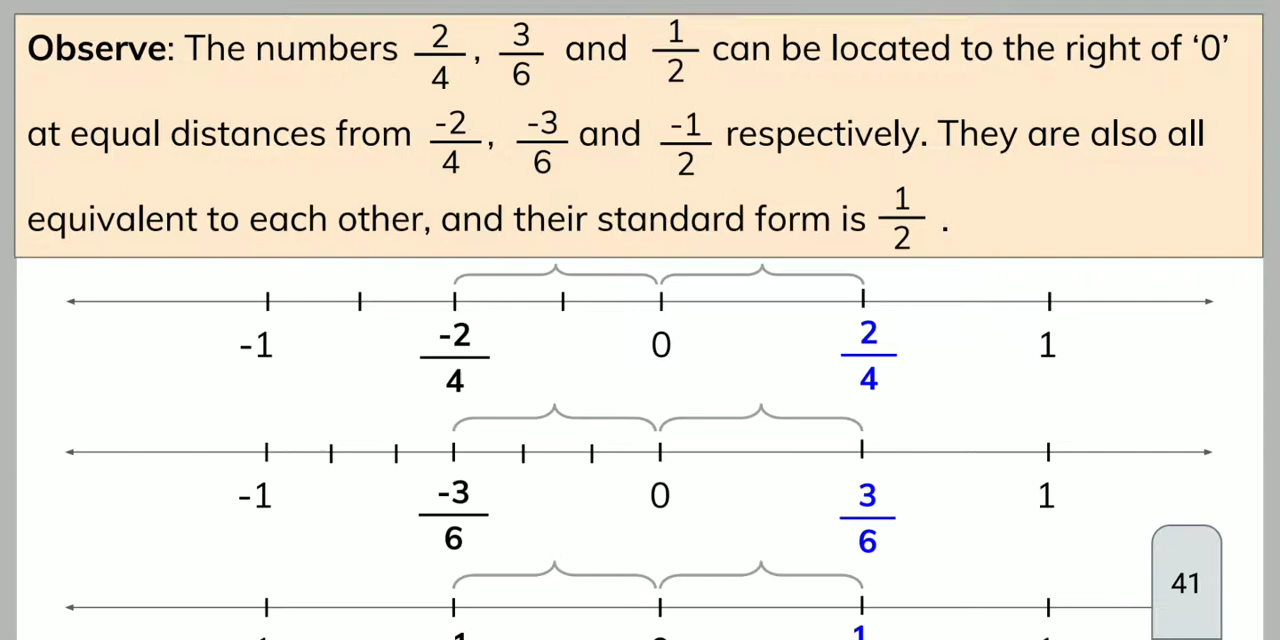 Observe: The numbers 2/4, 3/6 and 1/2 can be located to the right of ‘0’
at equal distances from -2/4, -3/6 and -1/2 respectively. They are also all
equivalent to each other, and their standard form is 1/2 .
-1 -2/4 0 2/4 1
-1 -3/6 0 3/6 1
41